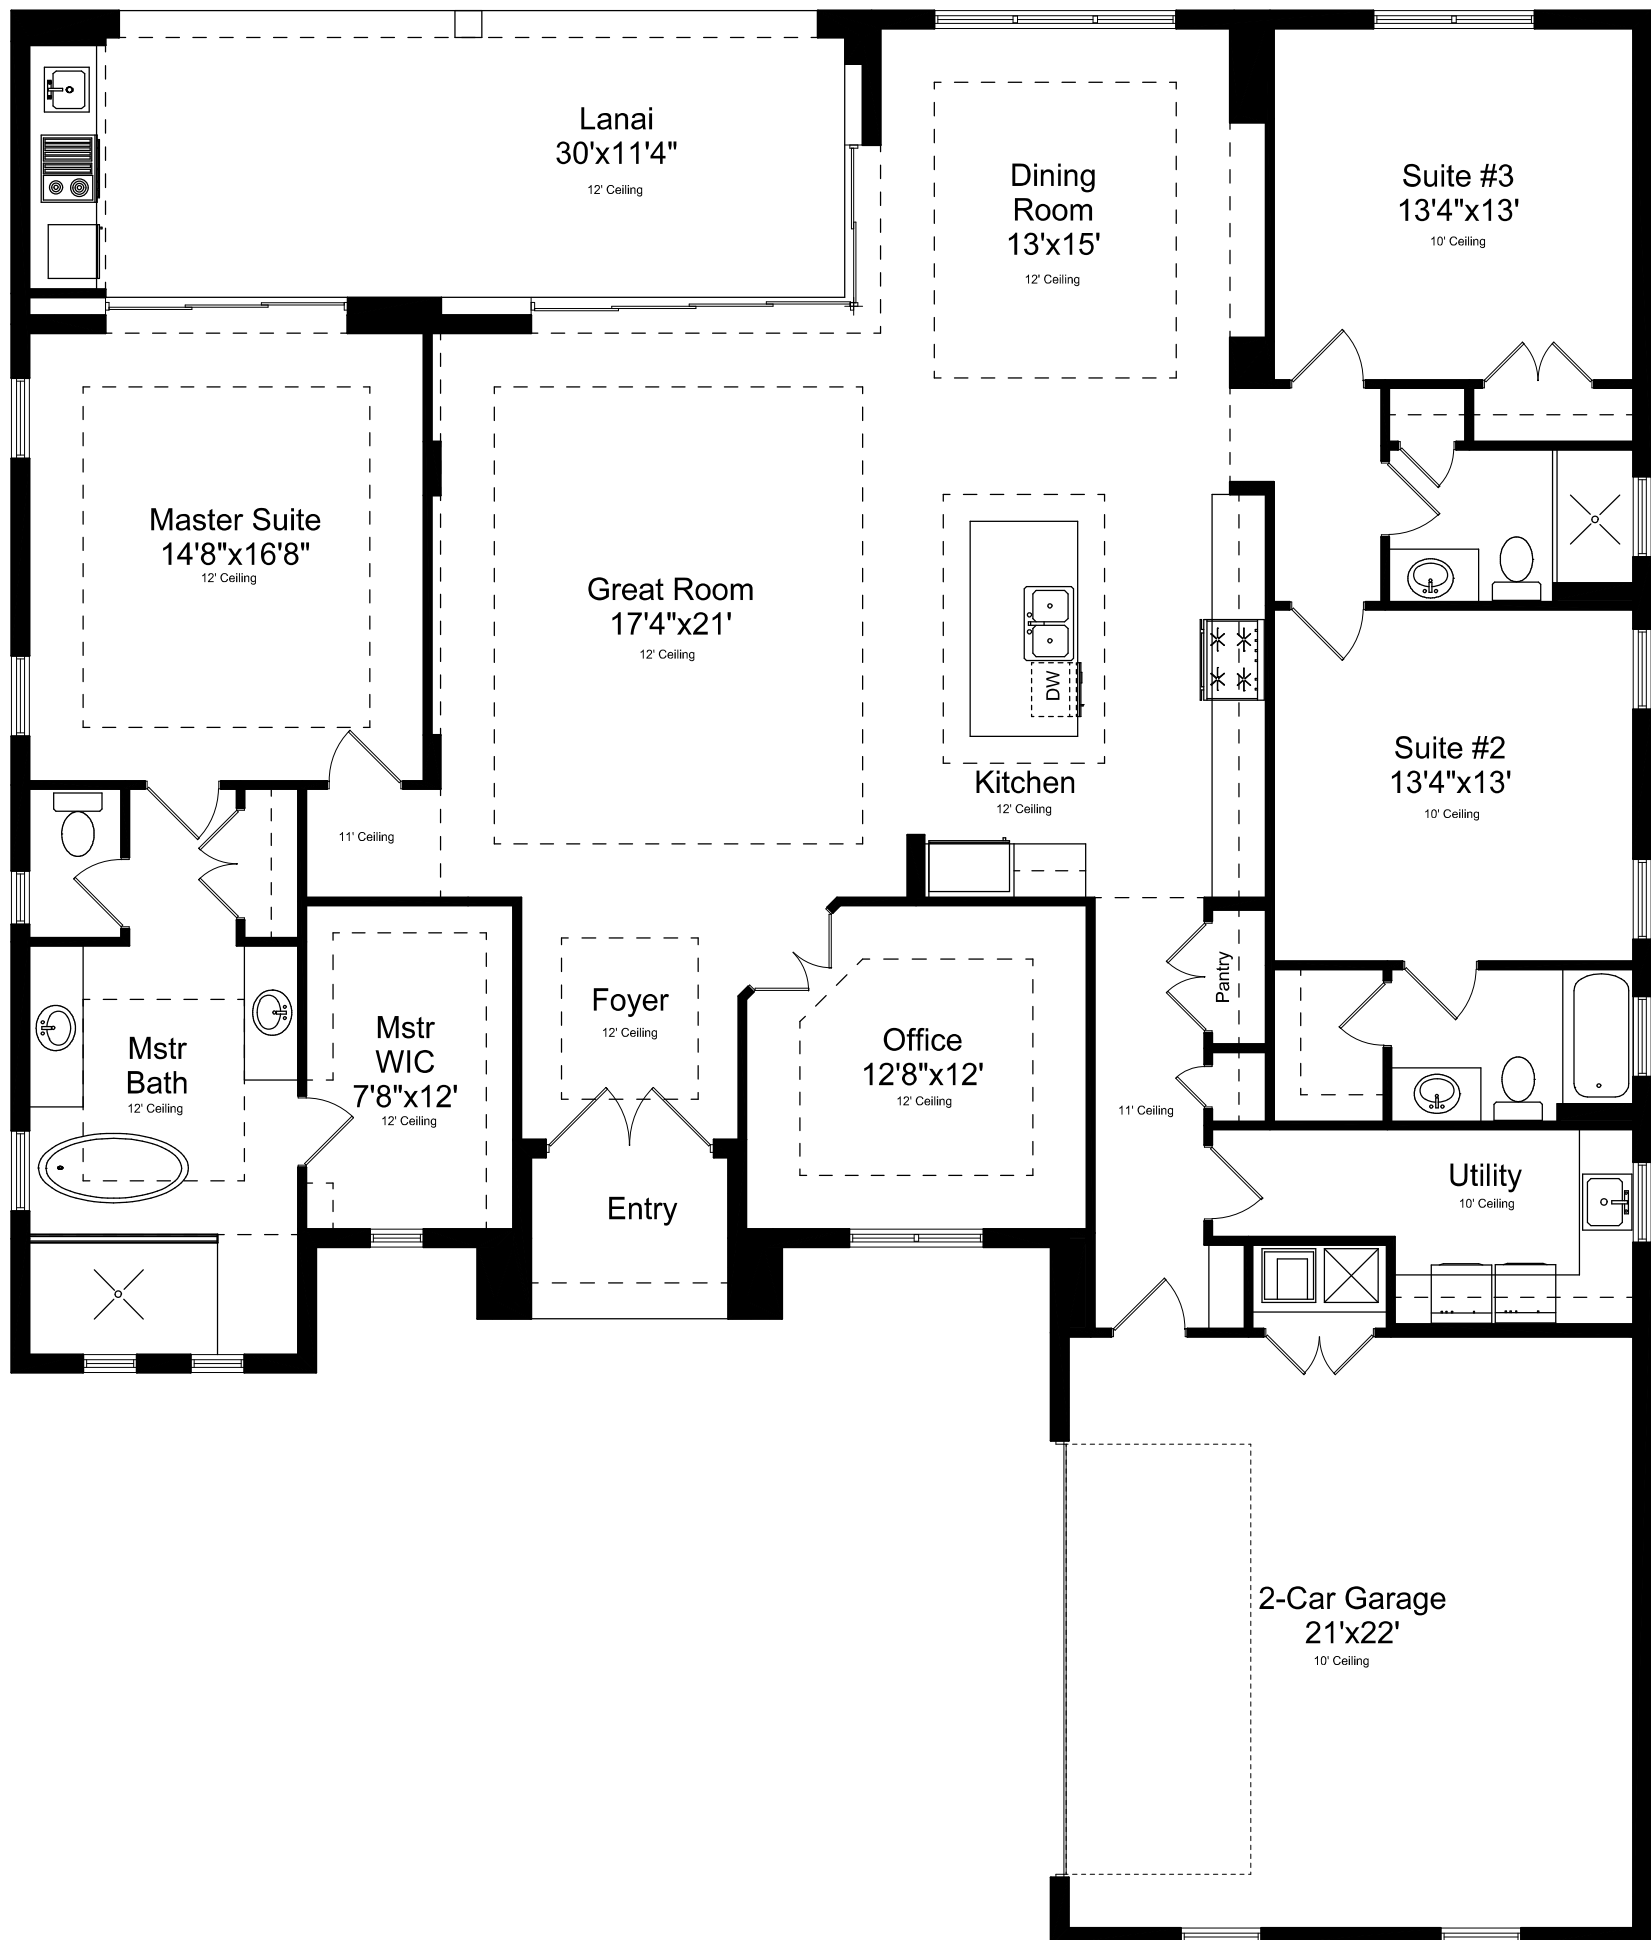 Lanai
30'x11'4"
12' Ceiling
Dining
Room
13'x15'
12' Ceiling
Suite #3
13'4"x13'
10' Ceiling
Master Suite
14'8"x16'8"
12' Ceiling
Great Room
17'4"x21'
12' Ceiling
DW
Kitchen
12' Ceiling
Suite #2
13'4"x13'
10' Ceiling
11' Ceiling
Pantry
Foyer
12' Ceiling
Mstr
Bath
12' Ceiling
Mstr
WIC
7'8"x12'
12' Ceiling
Office
12'8"x12'
12' Ceiling
11' Ceiling
Utility
10' Ceiling
Entry
2-Car Garage
21'x22'
10' Ceiling